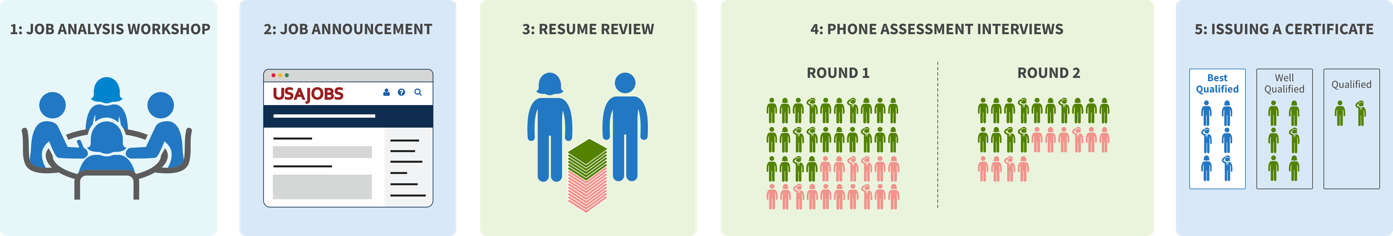 1: JOB ANALYSIS WORKSHOP
2: JOB ANNOUNCEMENT
USAJOBS
3: RESUME REVIEW
4: PHONE ASSESSMENT INTERVIEWS
ROUND 1
ROUND 2
5: ISSUING A CERTIFICATE
Best
Qualified
Well
Qualified
Qualified